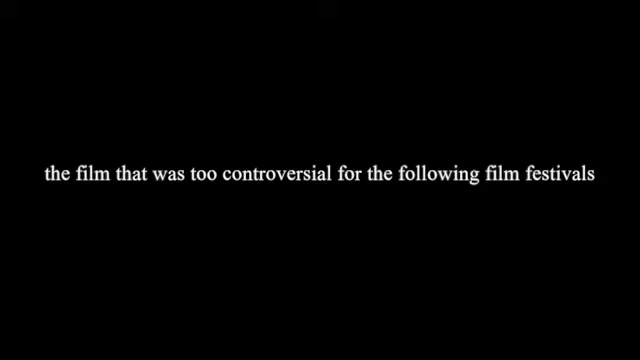 the film that was too controversial for the following film festivals